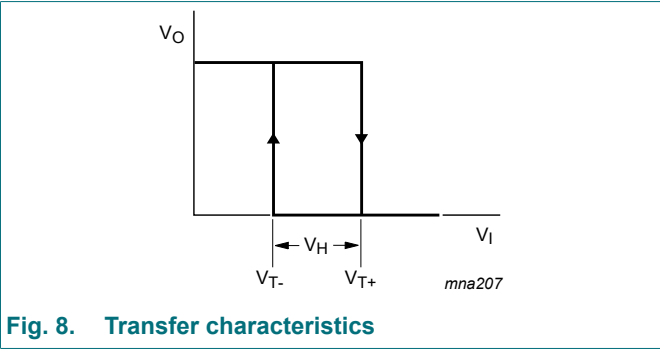 VO
VH
VI
VT-
VT+
mna207
Fig. 8. Transfer characteristics